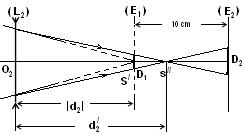 (L₂) (E₁) (E₂)
10 cm
O₂ S' D₁ S'' D₂
|d₂|
d₂'